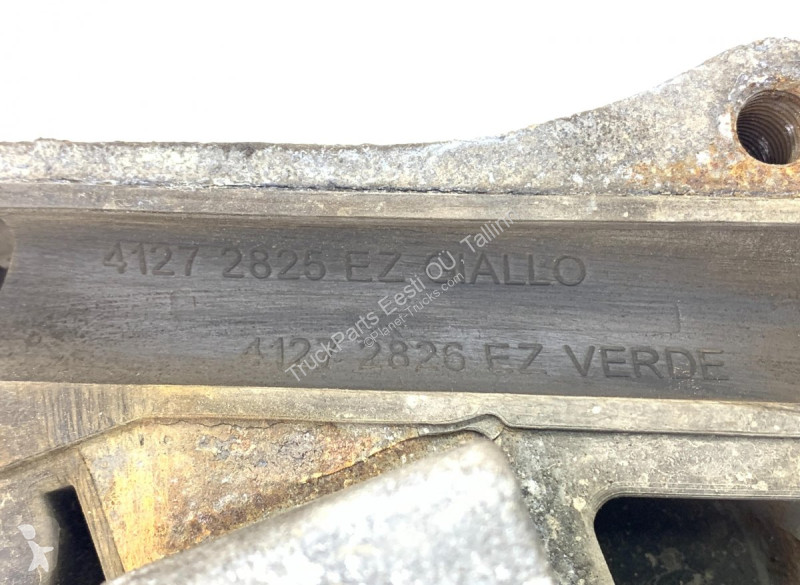 4127 2825 EZ GIALLO
4127 2826 EZ VERDE
TruckParts Eesti OÜ, Tallinn
©Planet-Trucks.com